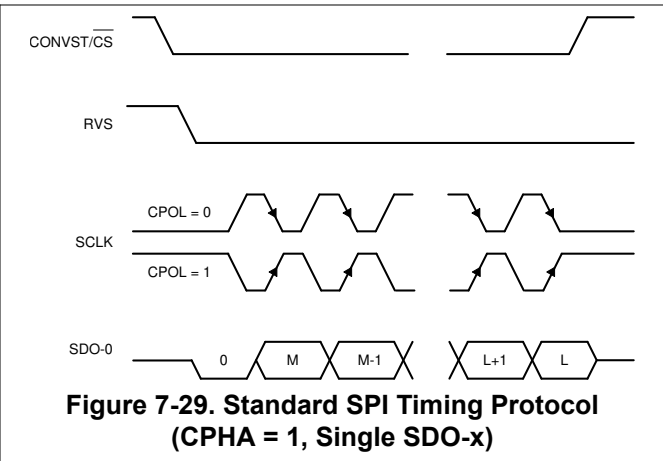 CONVST/CS
RVS
CPOL = 0
SCLK
CPOL = 1
SDO-0 0 M M-1 L+1 L
Figure 7-29. Standard SPI Timing Protocol
(CPHA = 1, Single SDO-x)